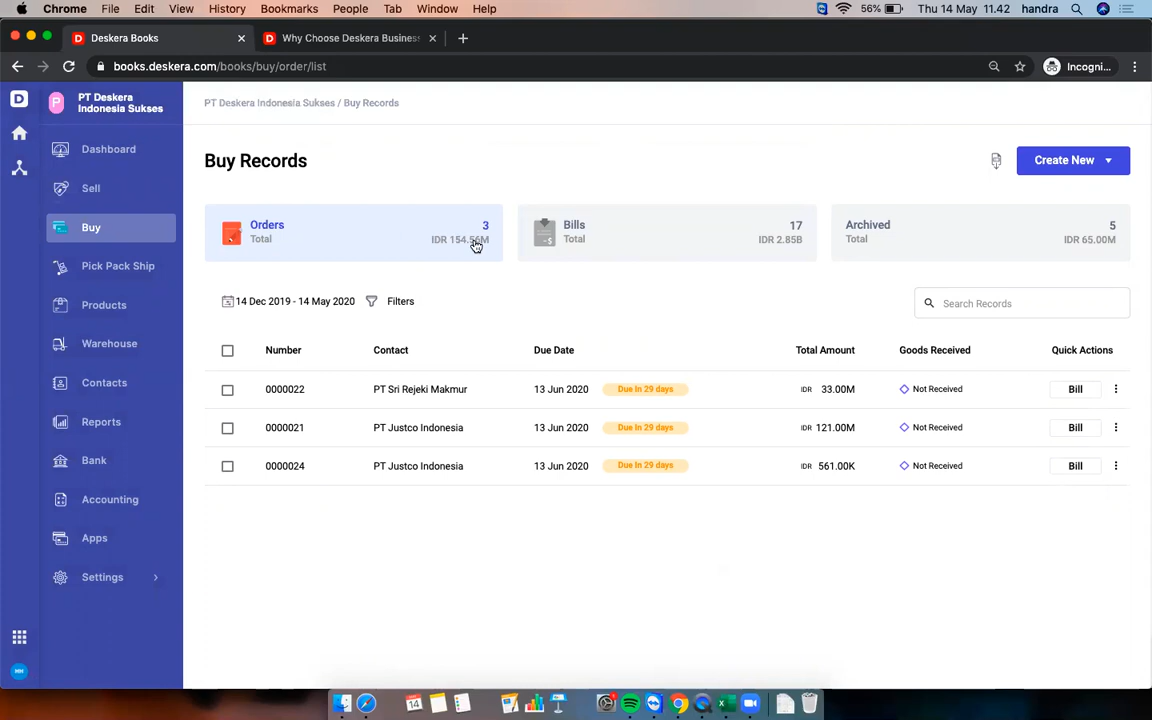 Chrome File Edit View History Bookmarks People Tab Window Help 56% Thu 14 May 11.42 handra
Deskera Books Why Choose Deskera Business
books.deskera.com/books/buy/order/list Incogni...
D P PT Deskera Indonesia Sukses
PT Deskera Indonesia Sukses / Buy Records
Dashboard
Buy Records Create New
Sell
Buy
Orders 3 Bills 17 Archived 5
Total IDR 154.56M Total IDR 2.85B Total IDR 65.00M
Pick Pack Ship
Products
14 Dec 2019 - 14 May 2020 Filters Search Records
Warehouse
Number Contact Due Date Total Amount Goods Received Quick Actions
Contacts
0000022 PT Sri Rejeki Makmur 13 Jun 2020 Due In 29 days IDR 33.00M Not Received Bill
Reports
0000021 PT Justco Indonesia 13 Jun 2020 Due In 29 days IDR 121.00M Not Received Bill
Bank
0000024 PT Justco Indonesia 13 Jun 2020 Due In 29 days IDR 561.00K Not Received Bill
Accounting
Apps
Settings
MH
14